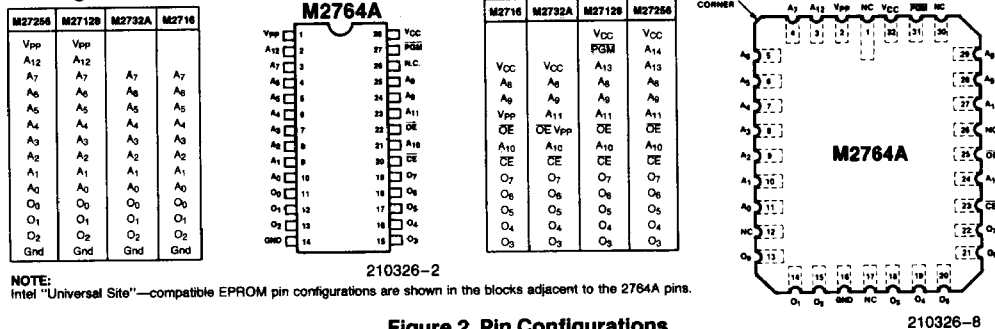 M27256 M27128 M2732A M2716
VPP VPP
A12 A12
A7 A7 A7 A7
A6 A6 A6 A6
A5 A5 A5 A5
A4 A4 A4 A4
A3 A3 A3 A3
A2 A2 A2 A2
A1 A1 A1 A1
A0 A0 A0 A0
O0 O0 O0 O0
O1 O1 O1 O1
O2 O2 O2 O2
Gnd Gnd Gnd Gnd
M2764A
VPP 1 28 VCC
A12 2 27 PGM
A7 3 26 N.C.
A6 4 25 A8
A5 5 24 A9
A4 6 23 A11
A3 7 22 OE
A2 8 21 A10
A1 9 20 CE
A0 10 19 O7
O0 11 18 O6
O1 12 17 O5
O2 13 16 O4
GND 14 15 O3
210326-2
M2716 M2732A M27128 M27256
VCC VCC
PGM A14
VCC VCC A13 A13
A8 A8 A8 A8
A9 A9 A9 A9
VPP A11 A11 A11
OE OE VPP OE OE
A10 A10 A10 A10
CE CE CE CE
O7 O7 O7 O7
O6 O6 O6 O6
O5 O5 O5 O5
O4 O4 O4 O4
O3 O3 O3 O3
CORNER
A7 A12 VPP NC VCC PGM NC
4 3 2 1 32 31 30
A6 5 29 A8
A5 6 28 A9
A4 7 27
A3 8 26 NC
A2 9 25 OE
A1 10 24
A0 11 23 CE
NC 12 22 O7
O0 13 21 O6
M2764A
14 15 16 17 18 19 20
O1 O2 GND NC O3 O4 O5
210326-8
NOTE:
Intel "Universal Site"—compatible EPROM pin configurations are shown in the blocks adjacent to the 2764A pins.
Figure 2. Pin Configurations